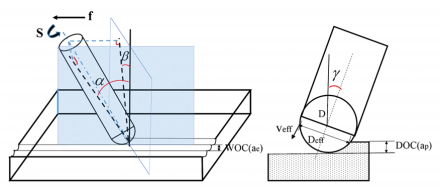 S
f
β
α
WOC(ae)
γ
D
Veff
Deff
DOC(ap)